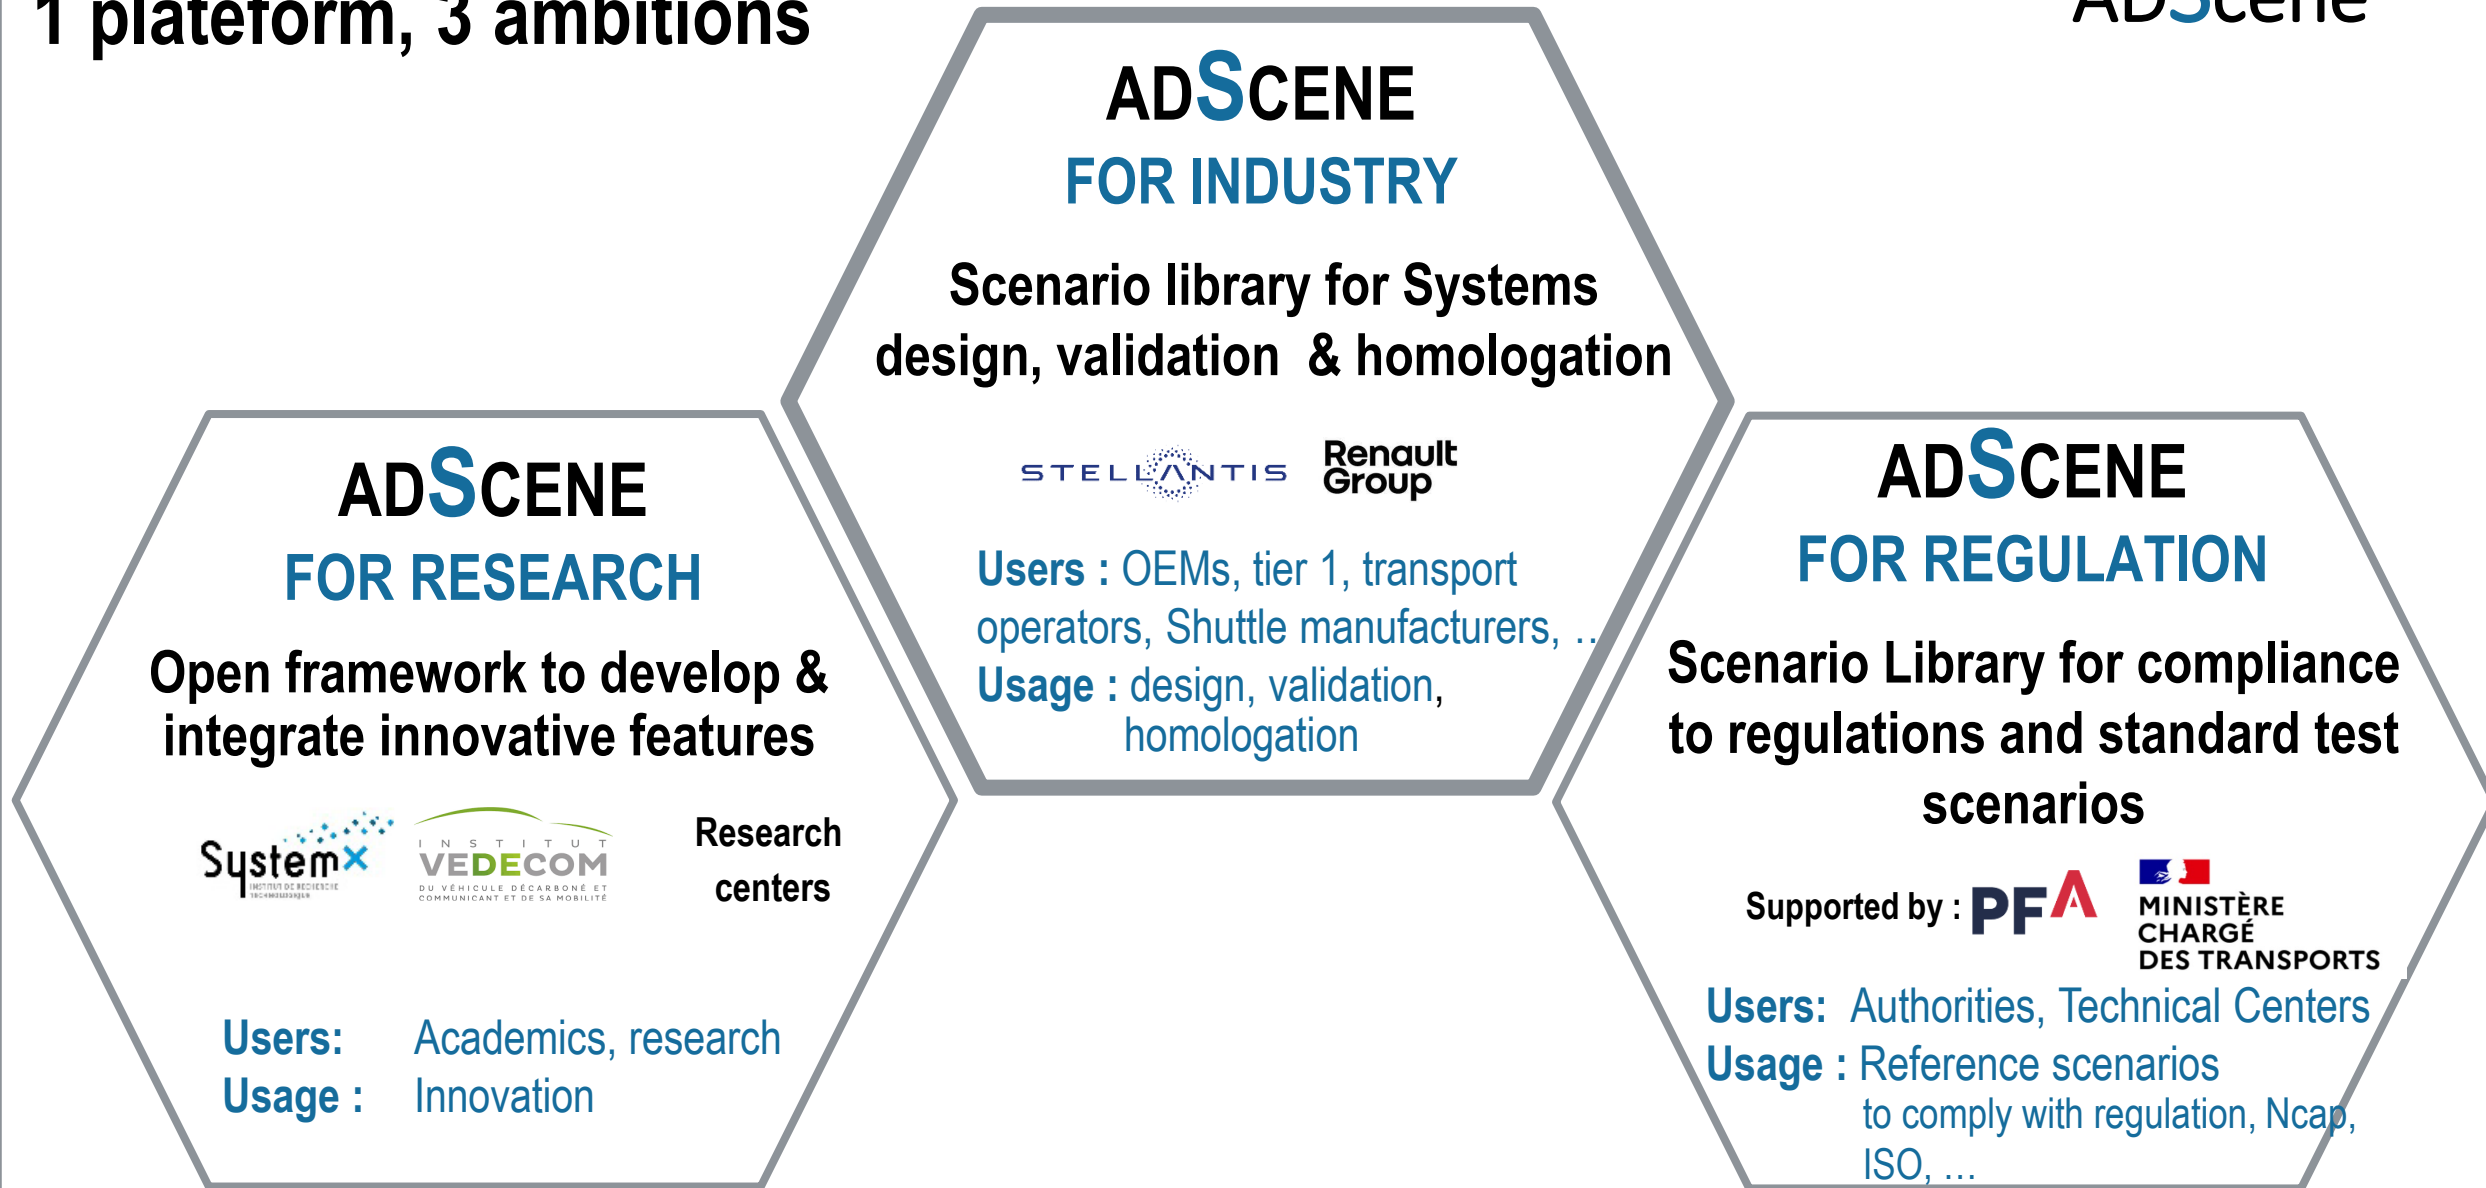 1 plateform, 3 ambitions
ADScene
ADSCENE
FOR INDUSTRY
Scenario library for Systems
design, validation  & homologation
STELLANTIS
Renault
Group
Users : OEMs, tier 1, transport
operators, Shuttle manufacturers, ...
Usage : design, validation,
homologation
ADSCENE
FOR RESEARCH
Open framework to develop &
integrate innovative features
SystemX
INSTITUT DE RECHERCHE
TECHNOLOGIQUE
INSTITUT
VEDECOM
DU VÉHICULE DÉCARBONÉ ET
COMMUNICANT ET DE SA MOBILITÉ
Research
centers
Users: Academics, research
Usage : Innovation
ADSCENE
FOR REGULATION
Scenario Library for compliance
to regulations and standard test
scenarios
Supported by : PFA
MINISTÈRE
CHARGÉ
DES TRANSPORTS
Users: Authorities, Technical Centers
Usage : Reference scenarios
to comply with regulation, Ncap,
ISO, ...